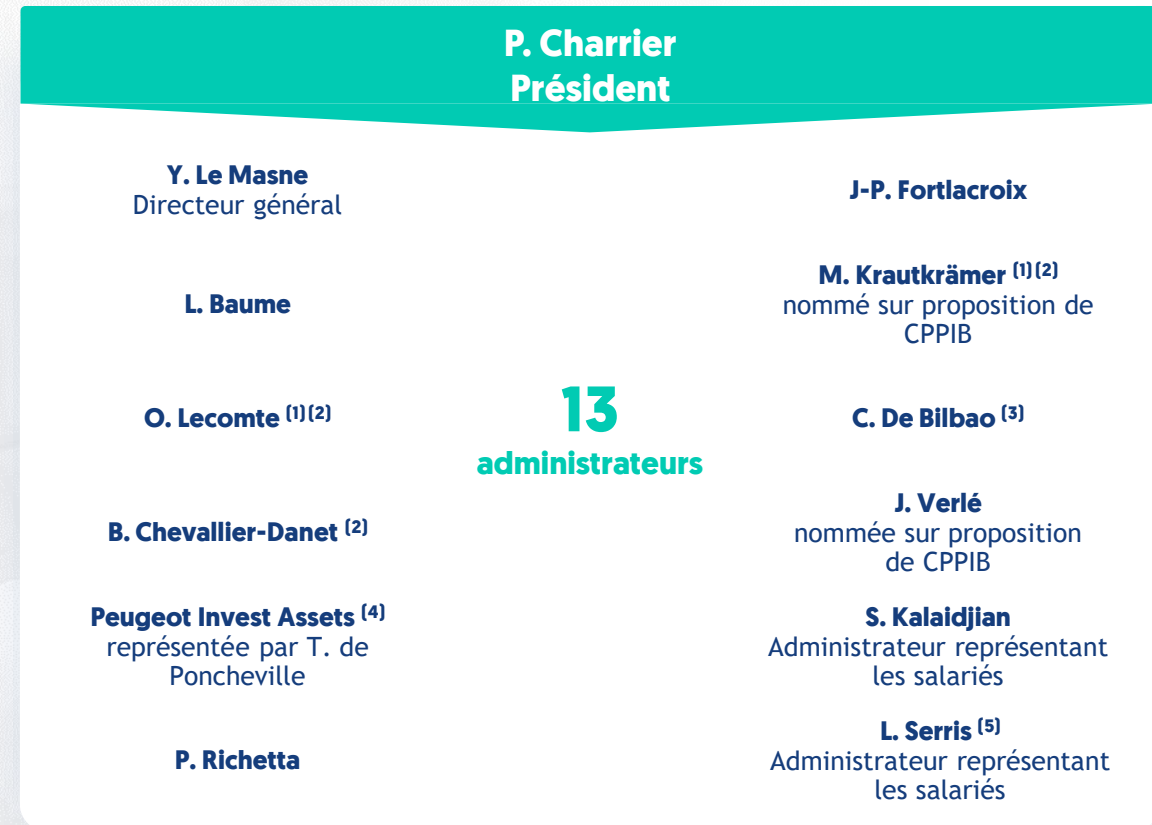 P. Charrier
Président
Y. Le Masne
Directeur général
L. Baume
O. Lecomte (1)(2)
B. Chevallier-Danet (2)
Peugeot Invest Assets (4)
représentée par T. de
Poncheville
P. Richetta
13
administrateurs
J-P. Fortlacroix
M. Krautkrämer (1)(2)
nommé sur proposition de
CPPIB
C. De Bilbao (3)
J. Verlé
nommée sur proposition
de CPPIB
S. Kalaidjian
Administrateur représentant
les salariés
L. Serris (5)
Administrateur représentant
les salariés